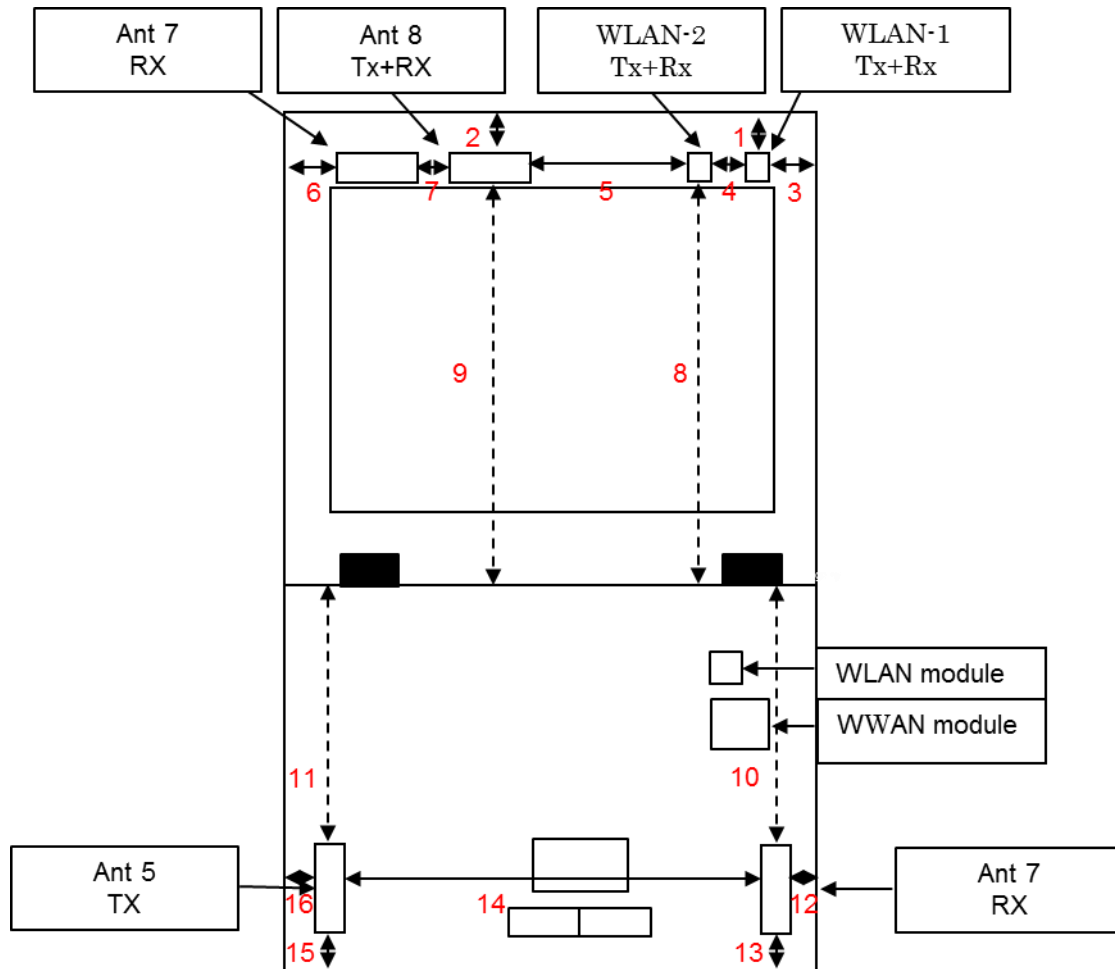 Ant 7
RX
Ant 8
Tx+RX
WLAN-2
Tx+Rx
WLAN-1
Tx+Rx
2
1
6
7
5
4
3
9
8
WLAN module
WWAN module
11
10
Ant 5
TX
16
14
12
Ant 7
RX
15
13